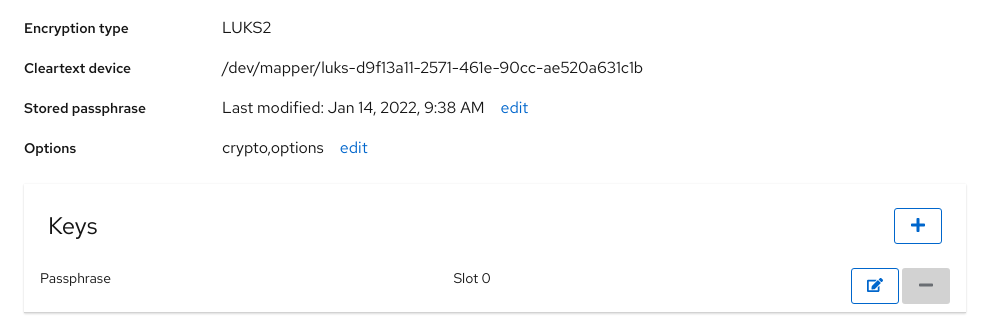 Encryption type LUKS2
Cleartext device /dev/mapper/luks-d9f13a11-2571-461e-90cc-ae520a631c1b
Stored passphrase Last modified: Jan 14, 2022, 9:38 AM edit
Options crypto,options edit
Keys
Passphrase Slot 0